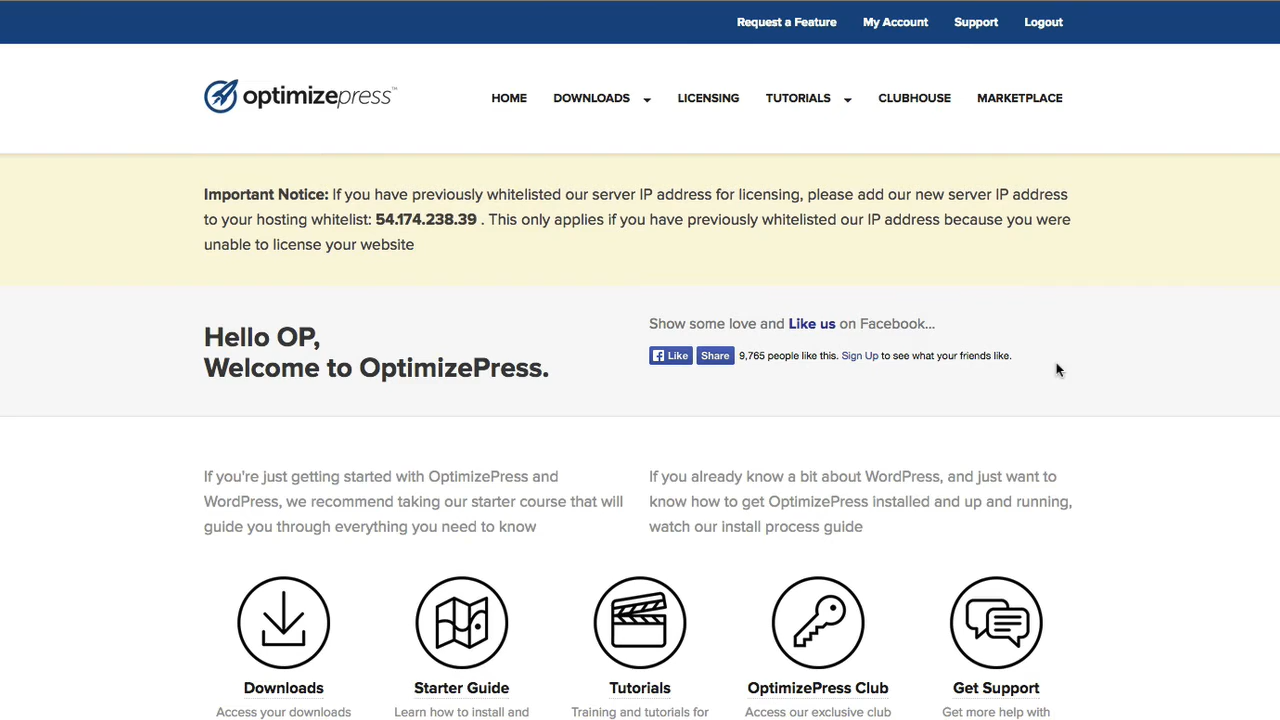 Request a Feature My Account Support Logout
optimizepress™ HOME DOWNLOADS LICENSING TUTORIALS CLUBHOUSE MARKETPLACE
Important Notice: If you have previously whitelisted our server IP address for licensing, please add our new server IP address
to your hosting whitelist: 54.174.238.39 . This only applies if you have previously whitelisted our IP address because you were
unable to license your website
Hello OP,
Welcome to OptimizePress.
Show some love and Like us on Facebook...
Like Share 9,765 people like this. Sign Up to see what your friends like.
If you're just getting started with OptimizePress and
WordPress, we recommend taking our starter course that will
guide you through everything you need to know
If you already know a bit about WordPress, and just want to
know how to get OptimizePress installed and up and running,
watch our install process guide
Downloads Starter Guide Tutorials OptimizePress Club Get Support
Access your downloads Learn how to install and Training and tutorials for Access our exclusive club Get more help with